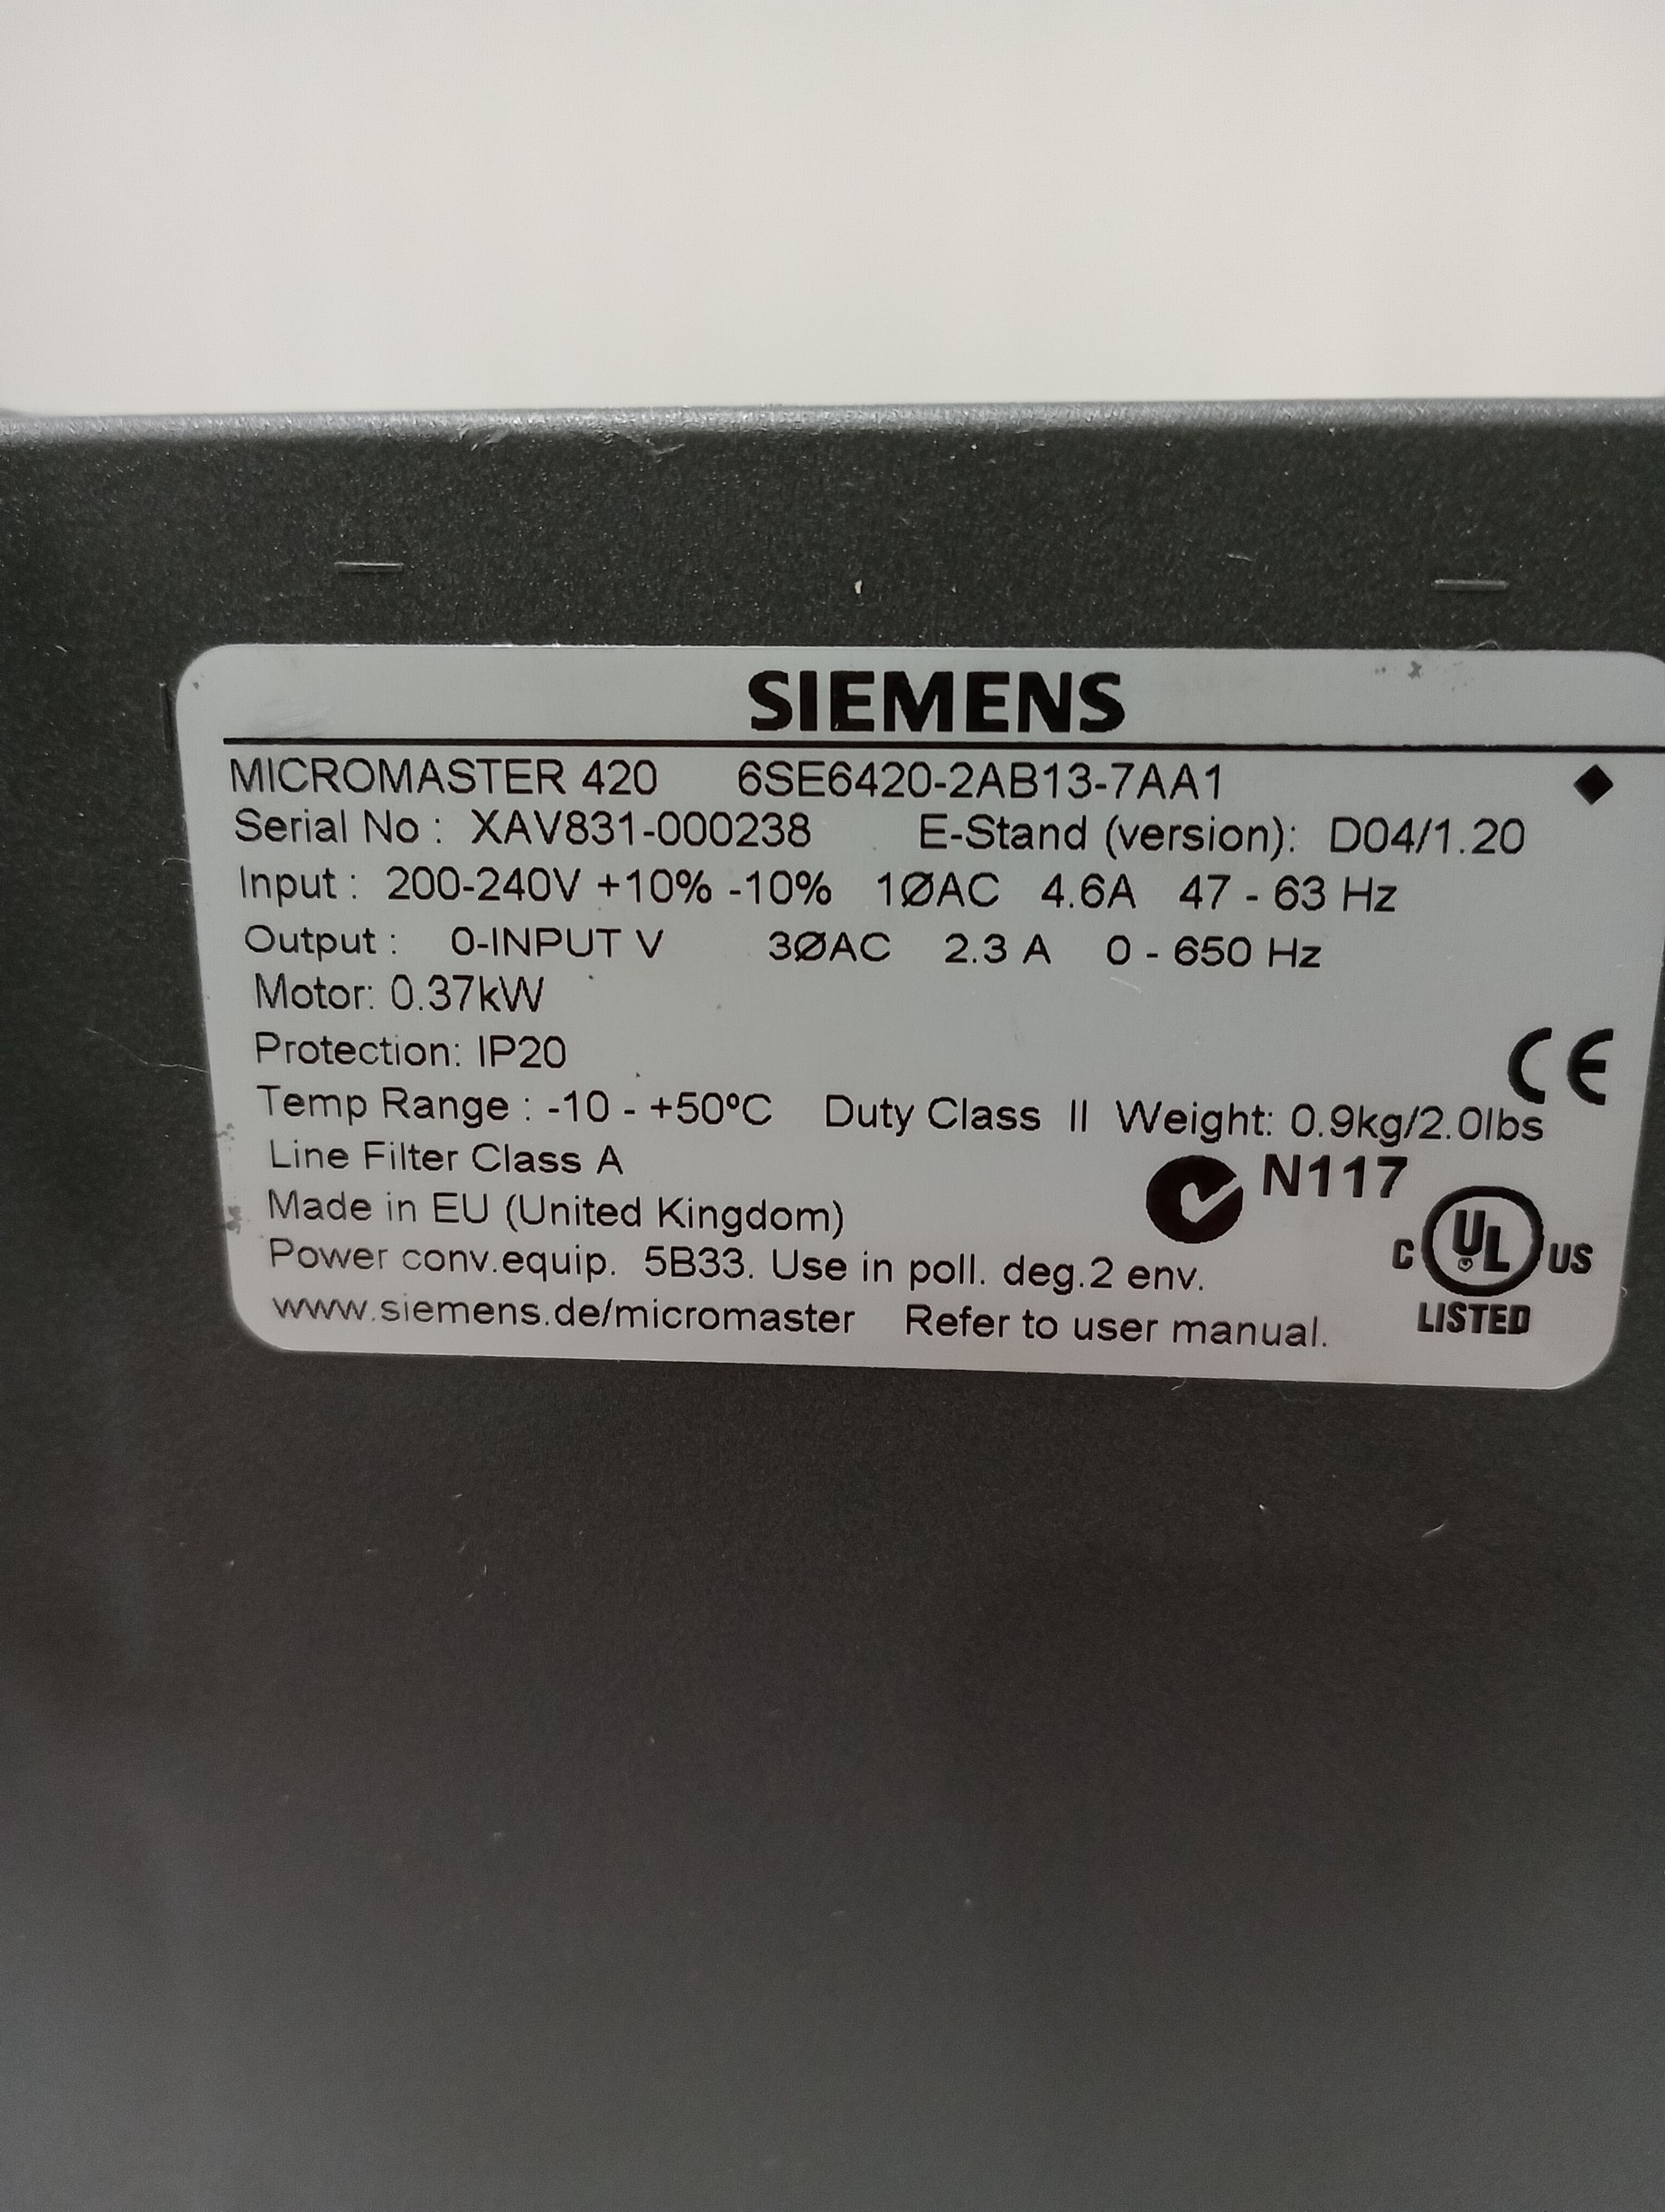 SIEMENS
MICROMASTER 420 6SE6420-2AB13-7AA1
Serial No : XAV831-000238 E-Stand (version): D04/1.20
Input : 200-240V +10% -10% 1ØAC 4.6A 47 - 63 Hz
Output : 0-INPUT V 3ØAC 2.3 A 0 - 650 Hz
Motor: 0.37kW
Protection: IP20
CE
Temp Range : -10 - +50ºC Duty Class II Weight: 0.9kg/2.0lbs
Line Filter Class A
N117
Made in EU (United Kingdom)
C UL US
LISTED
Power conv.equip. 5B33. Use in poll. deg.2 env.
www.siemens.de/micromaster Refer to user manual.